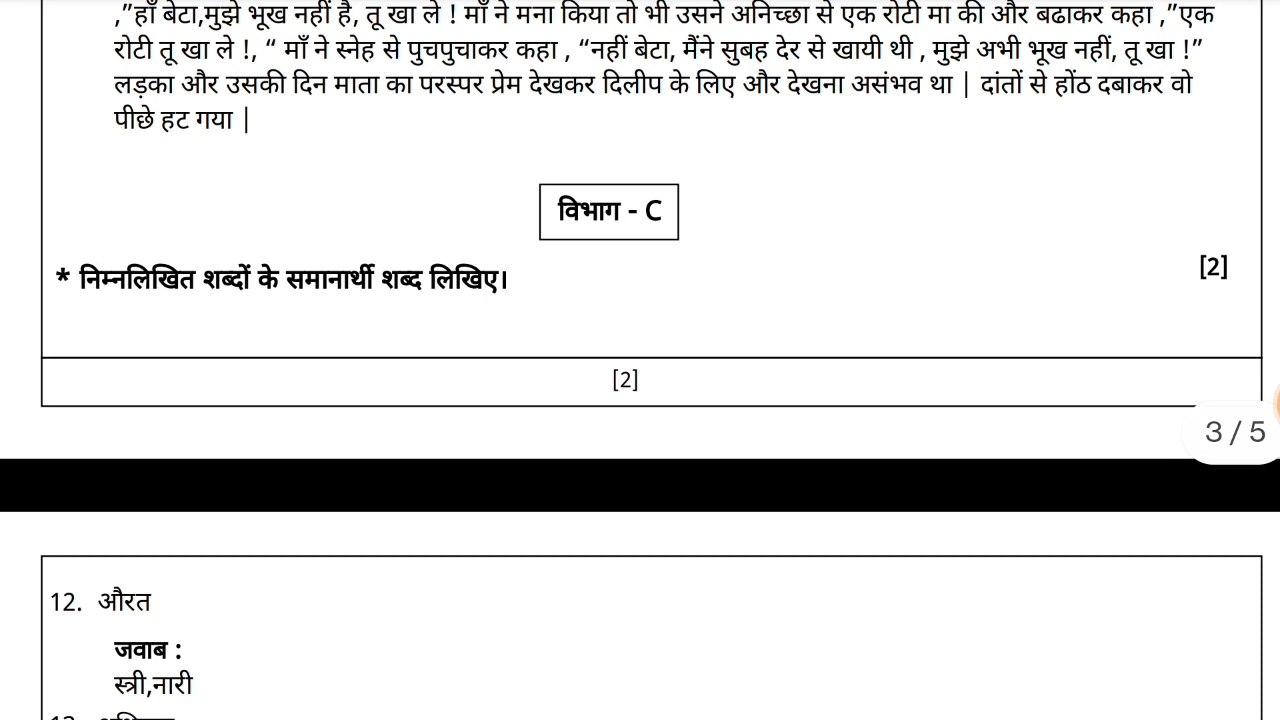 ,”हाँ बेटा,मुझे भूख नहीं है, तू खा ले ! माँ ने मना किया तो भी उसने अनिच्छा से एक रोटी मा की और बढाकर कहा ,”एक
रोटी तू खा ले !, “ माँ ने स्नेह से पुचपुचाकर कहा , “नहीं बेटा, मैंने सुबह देर से खायी थी , मुझे अभी भूख नहीं, तू खा !”
लड़का और उसकी दिन माता का परस्पर प्रेम देखकर दिलीप के लिए और देखना असंभव था | दांतों से होंठ दबाकर वो
पीछे हट गया |
विभाग - C
* निम्नलिखित शब्दों के समानार्थी शब्द लिखिए। [2]
[2]
3 / 5
12. औरत
जवाब :
स्त्री,नारी